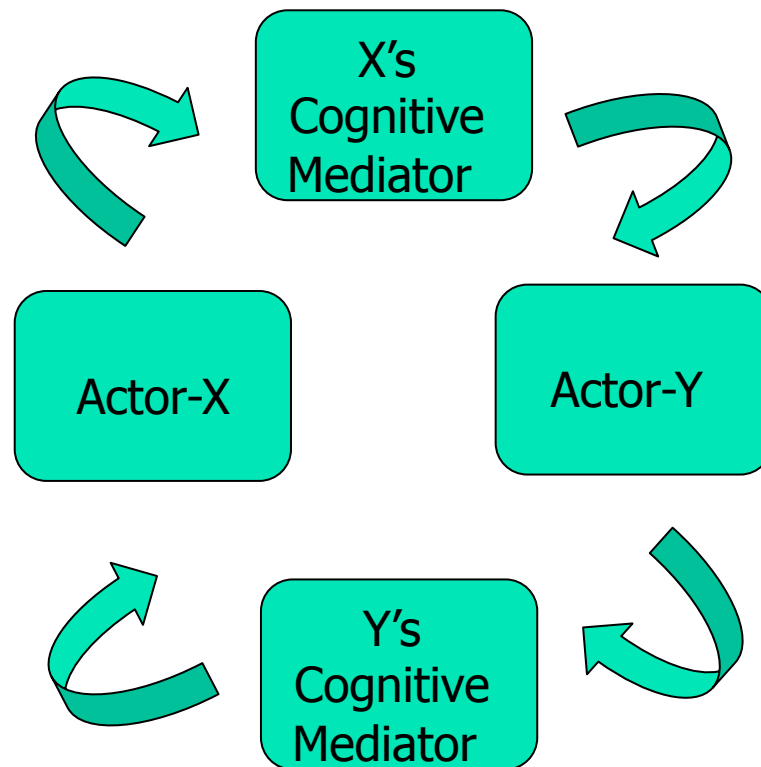 X’s
Cognitive
Mediator
Actor-X
Actor-Y
Y’s
Cognitive
Mediator